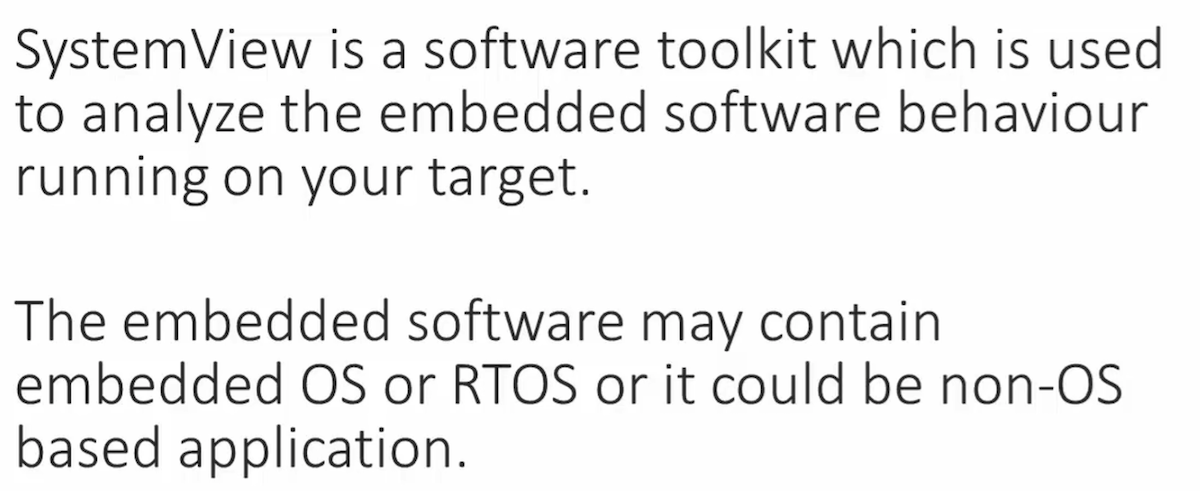 SystemView is a software toolkit which is used
to analyze the embedded software behaviour
running on your target.
The embedded software may contain
embedded OS or RTOS or it could be non-OS
based application.